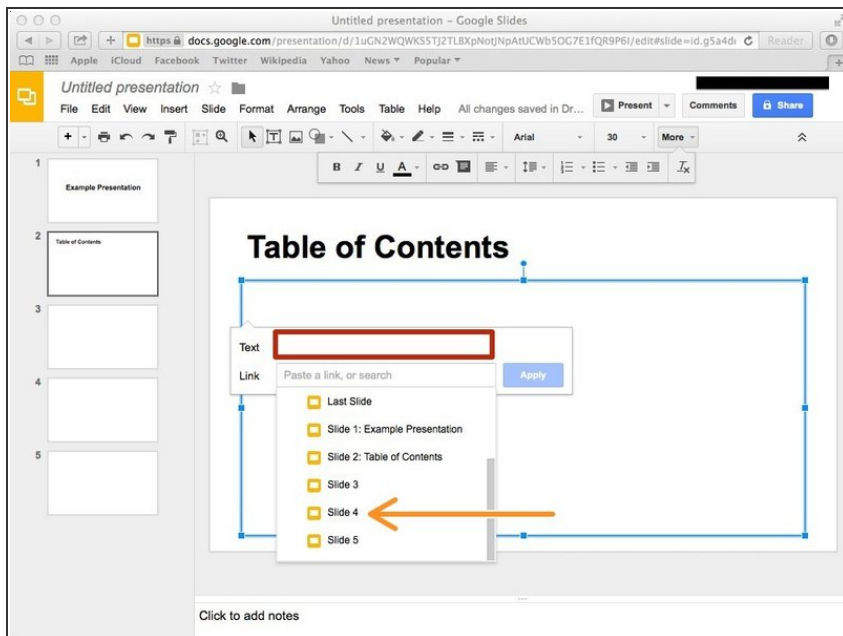 Untitled presentation – Google Slides
https docs.google.com/presentation/d/1uGN2WQWKS5TJ2TL8XpNotJNpAtUCWb5OG7E1fQR9P6I/edit#slide=id.g5a4d Reader
Apple iCloud Facebook Twitter Wikipedia Yahoo News Popular
Untitled presentation
File Edit View Insert Slide Format Arrange Tools Table Help All changes saved in Dr... Present Comments Share
Arial 30 More
B I U A
1
Example Presentation
2
Table of Contents
3
4
5
Table of Contents
Text
Link Paste a link, or search Apply
Last Slide
Slide 1: Example Presentation
Slide 2: Table of Contents
Slide 3
Slide 4
Slide 5
Click to add notes